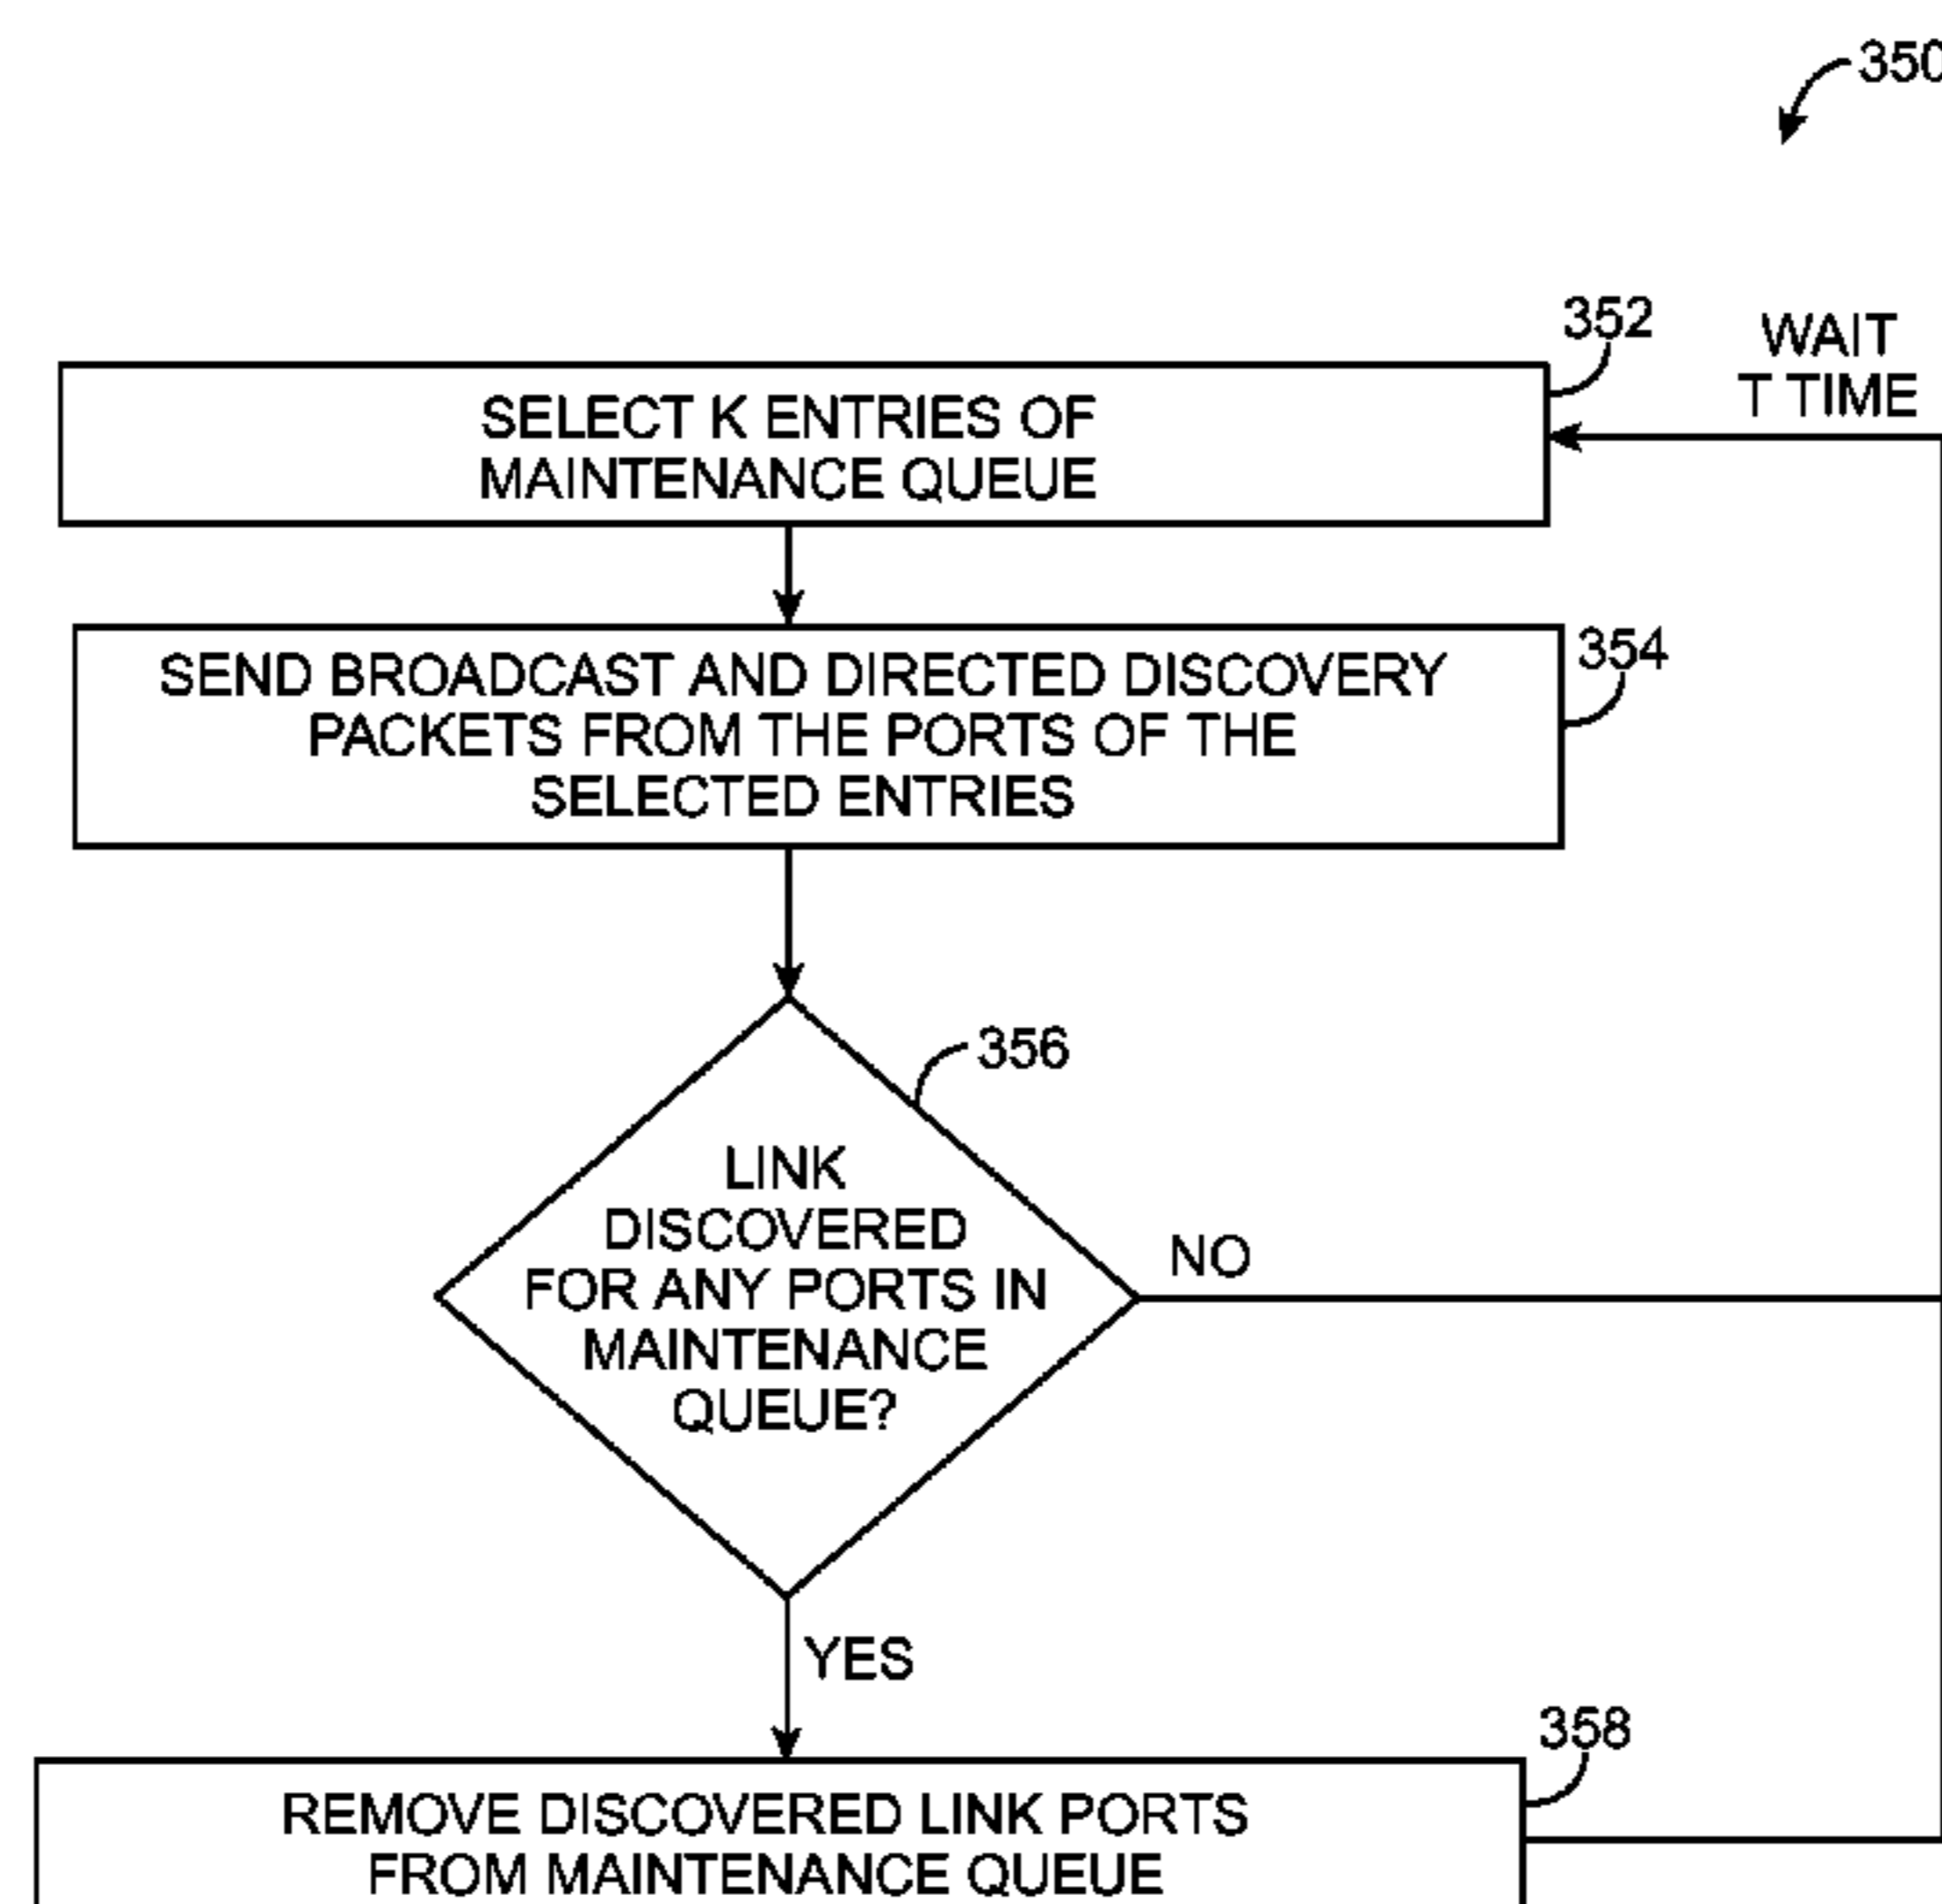 350
352
WAIT
T TIME
SELECT K ENTRIES OF
MAINTENANCE QUEUE
354
SEND BROADCAST AND DIRECTED DISCOVERY
PACKETS FROM THE PORTS OF THE
SELECTED ENTRIES
356
LINK
DISCOVERED
FOR ANY PORTS IN
MAINTENANCE
QUEUE?
NO
YES
358
REMOVE DISCOVERED LINK PORTS
FROM MAINTENANCE QUEUE